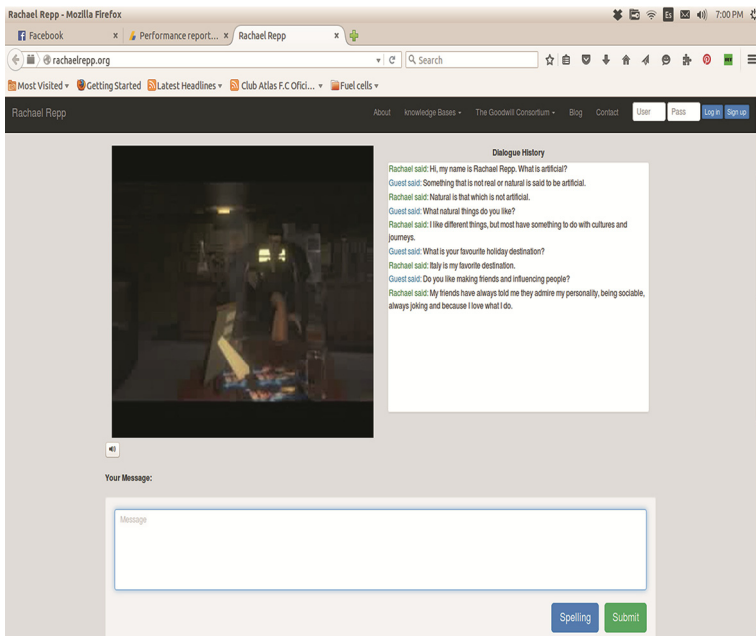 Rachael Repp - Mozilla Firefox
Es
7:00 PM
Facebook
Performance report...
Rachael Repp
rachaelrepp.org
Search
Most Visited
Getting Started
Latest Headlines
Club Atlas F.C Ofici...
Fuel cells
Rachael Repp
About
knowledge Bases
The Goodwill Consortium
Blog
Contact
User
Pass
Log in
Sign up
Dialogue History
Rachael said: Hi, my name is Rachael Repp. What is artificial?
Guest said: Something that is not real or natural is said to be artificial.
Rachael said: Natural is that which is not artificial.
Guest said: What natural things do you like?
Rachael said: I like different things, but most have something to do with cultures and
journeys.
Guest said: What is your favourite holiday destination?
Rachael said: Italy is my favorite destination.
Guest said: Do you like making friends and influencing people?
Rachael said: My friends have always told me they admire my personality, being sociable,
always joking and because I love what I do.
Your Message:
Message
Spelling
Submit